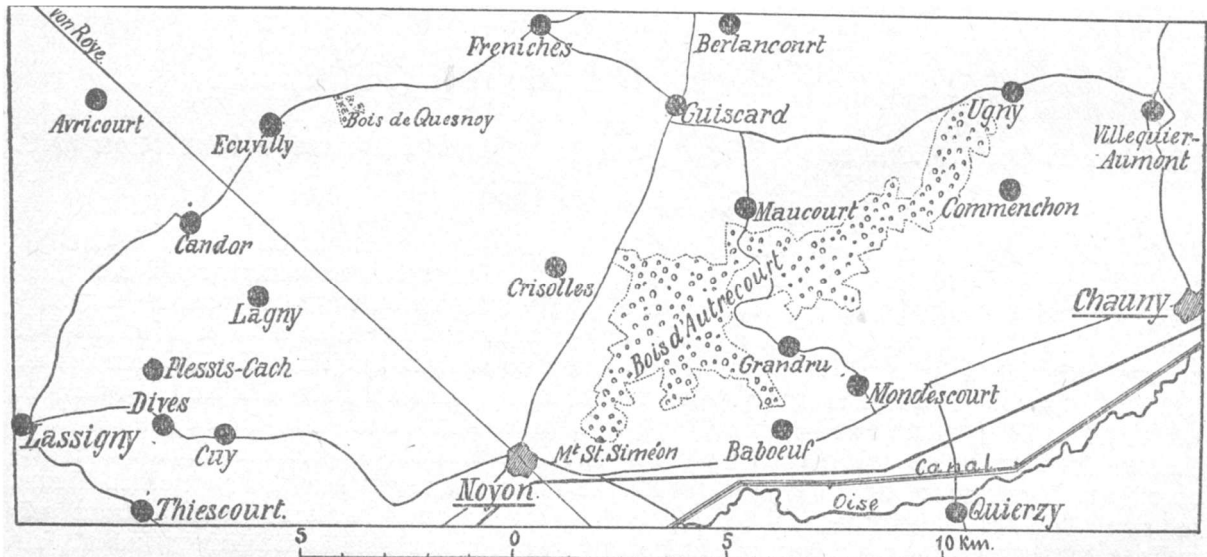 von Roye.
Freniches
Berlancourt
Avricourt
Ecuvilly
Bois de Quesnoy
Guiscard
Ugny
Villequier-
Aumont
Candor
Maucourt
Commenchon
Crisolles
Lagny
Bois d'Autrecourt
Chauny
Plessis-Cach
Grandru
Mondescourt
Dives
Lassigny
Cuy
Mt St. Siméon
Baboeuf
Noyon
Canal
Thiescourt.
Oise
Quierzy
5 0 5 10 Km.